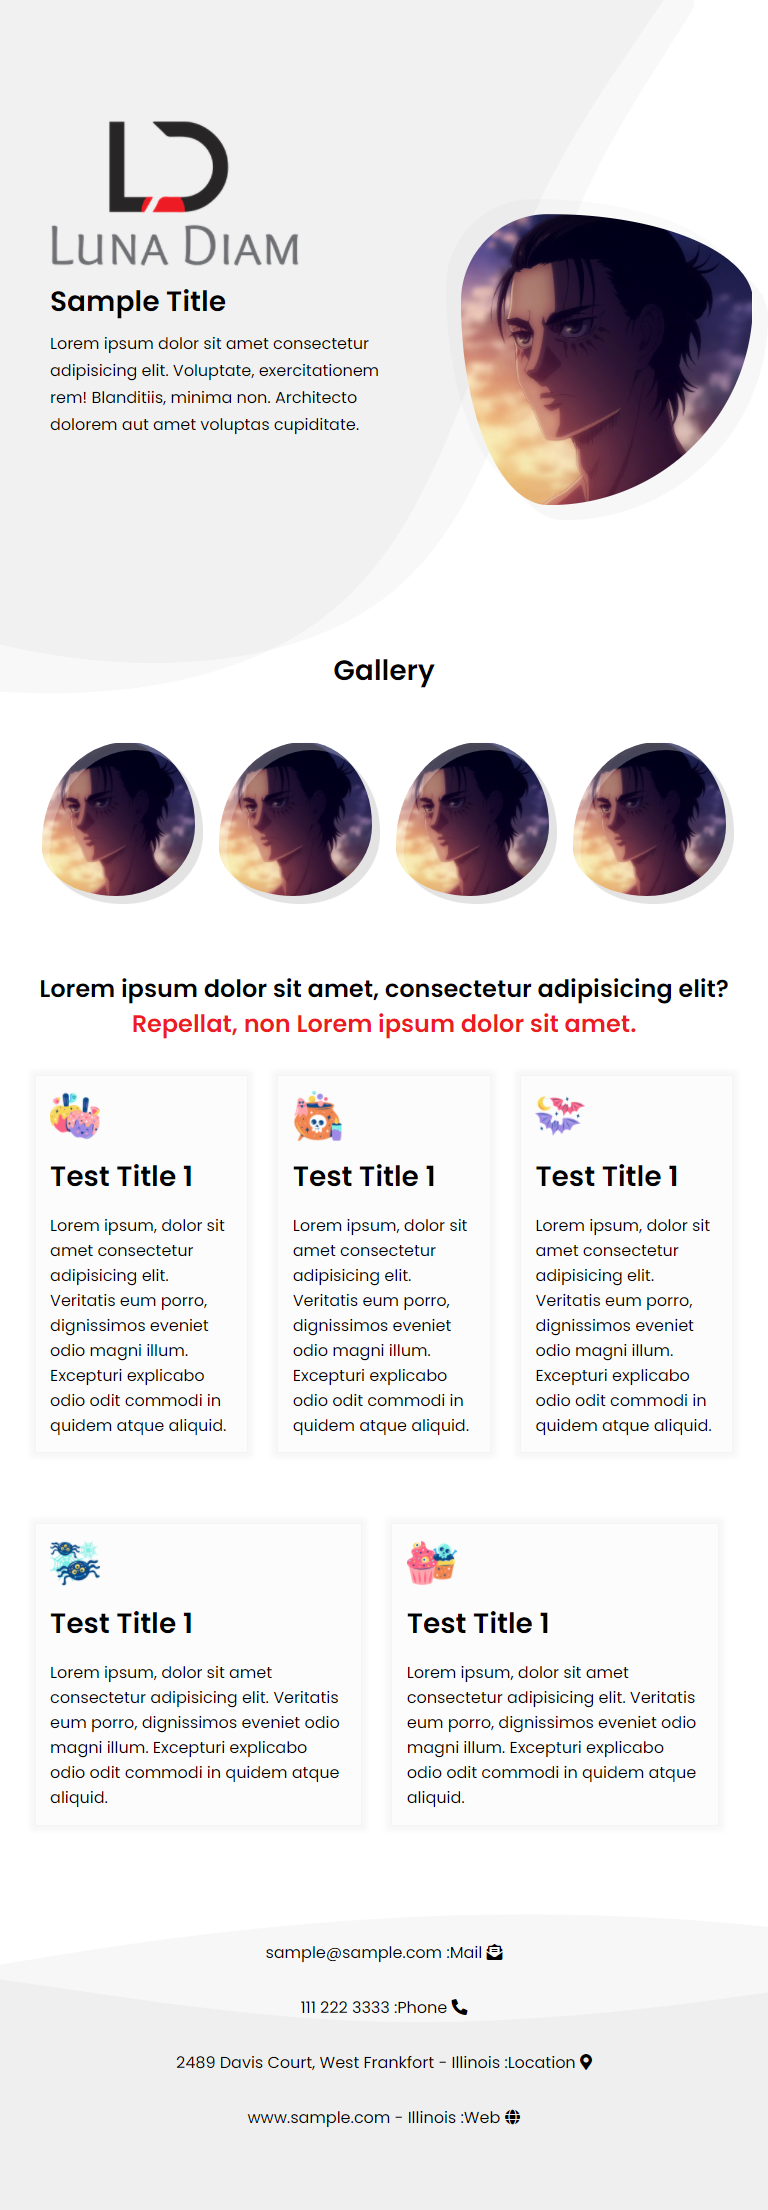 LD
LUNA DIAM
Sample Title
Lorem ipsum dolor sit amet consectetur
adipisicing elit. Voluptate, exercitationem
rem! Blanditiis, minima non. Architecto
dolorem aut amet voluptas cupiditate.
Gallery
Lorem ipsum dolor sit amet, consectetur adipisicing elit?
Repellat, non Lorem ipsum dolor sit amet.
Test Title 1
Lorem ipsum, dolor sit
amet consectetur
adipisicing elit.
Veritatis eum porro,
dignissimos eveniet
odio magni illum.
Excepturi explicabo
odio odit commodi in
quidem atque aliquid.
Test Title 1
Lorem ipsum, dolor sit
amet consectetur
adipisicing elit.
Veritatis eum porro,
dignissimos eveniet
odio magni illum.
Excepturi explicabo
odio odit commodi in
quidem atque aliquid.
Test Title 1
Lorem ipsum, dolor sit
amet consectetur
adipisicing elit.
Veritatis eum porro,
dignissimos eveniet
odio magni illum.
Excepturi explicabo
odio odit commodi in
quidem atque aliquid.
Test Title 1
Lorem ipsum, dolor sit amet
consectetur adipisicing elit. Veritatis
eum porro, dignissimos eveniet odio
magni illum. Excepturi explicabo
odio odit commodi in quidem atque
aliquid.
Test Title 1
Lorem ipsum, dolor sit amet
consectetur adipisicing elit. Veritatis
eum porro, dignissimos eveniet odio
magni illum. Excepturi explicabo
odio odit commodi in quidem atque
aliquid.
sample@sample.com :Mail
111 222 3333 :Phone
2489 Davis Court, West Frankfort - Illinois :Location
www.sample.com - Illinois :Web